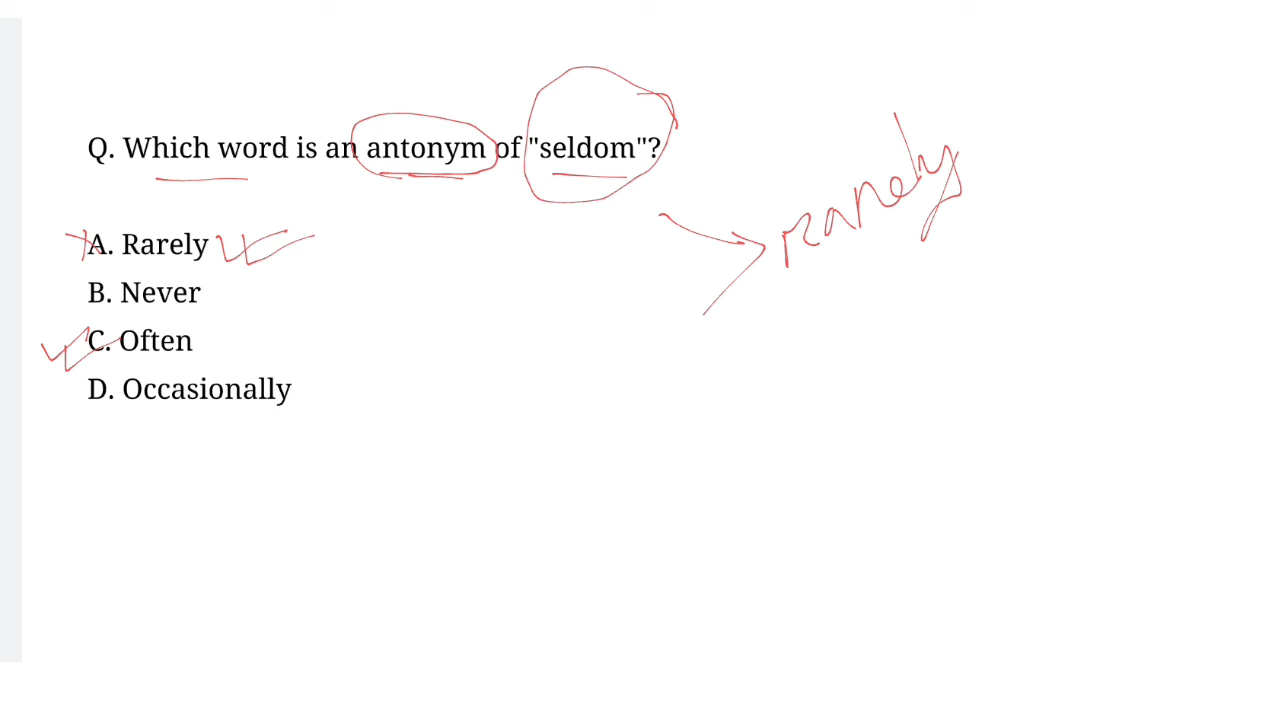 Q. Which word is an antonym of "seldom"?
rarely
A. Rarely
B. Never
C. Often
D. Occasionally